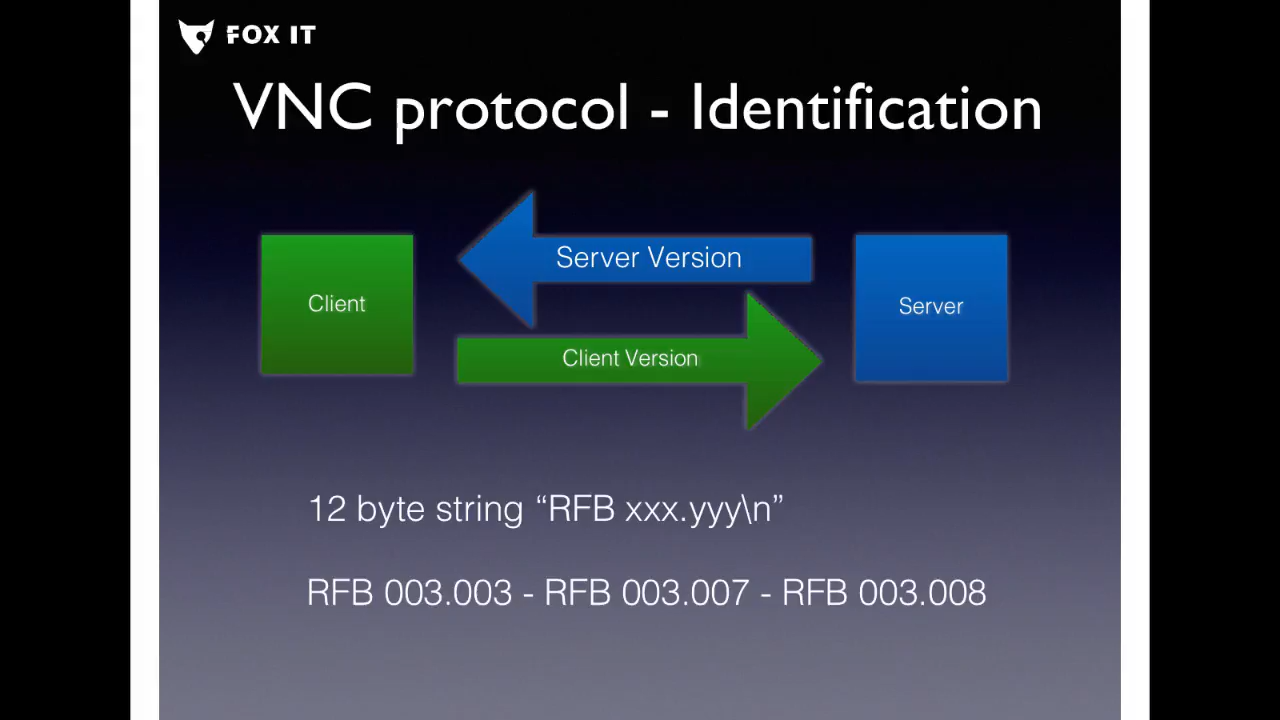 FOX IT
VNC protocol - Identification
Server Version
Client
Server
Client Version
12 byte string “RFB xxx.yyy\n”
RFB 003.003 - RFB 003.007 - RFB 003.008